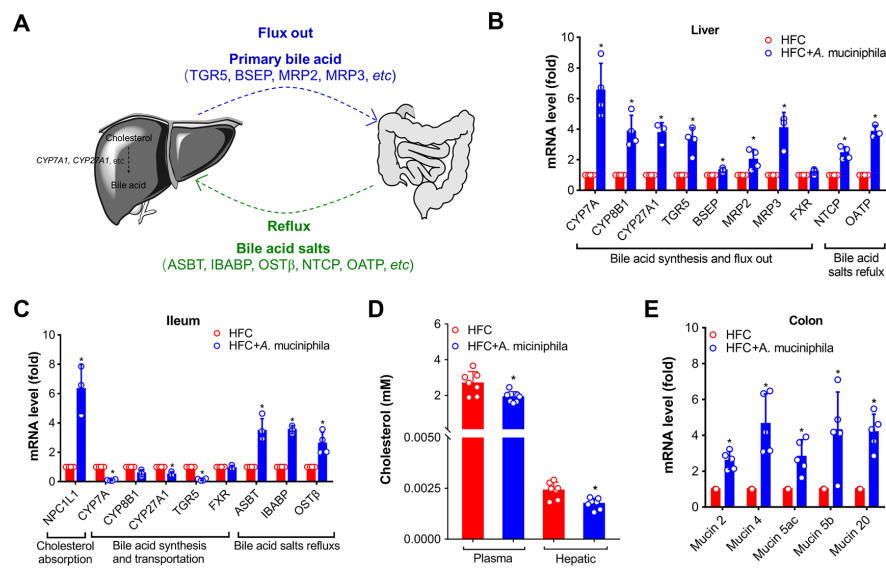 A
Flux out
Primary bile acid
(TGR5, BSEP, MRP2, MRP3, etc)
Cholesterol
CYP7A1, CYP27A1, etc
Bile acid
Reflux
Bile acid salts
(ASBT, IBABP, OSTβ, NTCP, OATP, etc)
B
Liver
HFC
HFC+A. muciniphila
mRNA level (fold)
10
8
6
4
2
0
*
*
*
*
*
*
*
*
*
CYP7A
CYP8B1
CYP27A1
TGR5
BSEP
MRP2
MRP3
FXR
NTCP
OATP
Bile acid synthesis and flux out
Bile acid
salts refulx
C
Ileum
HFC
HFC+A. muciniphila
mRNA level (fold)
10
8
6
4
2
0
*
*
*
*
*
*
*
NPC1L1
CYP7A
CYP8B1
CYP27A1
TGR5
FXR
ASBT
IBABP
OSTβ
Cholesterol
absorption
Bile acid synthesis
and transportation
Bile acid salts refluxs
D
HFC
HFC+A. miciniphila
Cholesterol (mM)
6
4
2
0.0050
0.0025
0.0000
*
*
Plasma
Hepatic
E
Colon
HFC
HFC+A. muciniphila
mRNA level (fold)
10
8
6
4
2
0
*
*
*
*
*
Mucin 2
Mucin 4
Mucin 5ac
Mucin 5b
Mucin 20